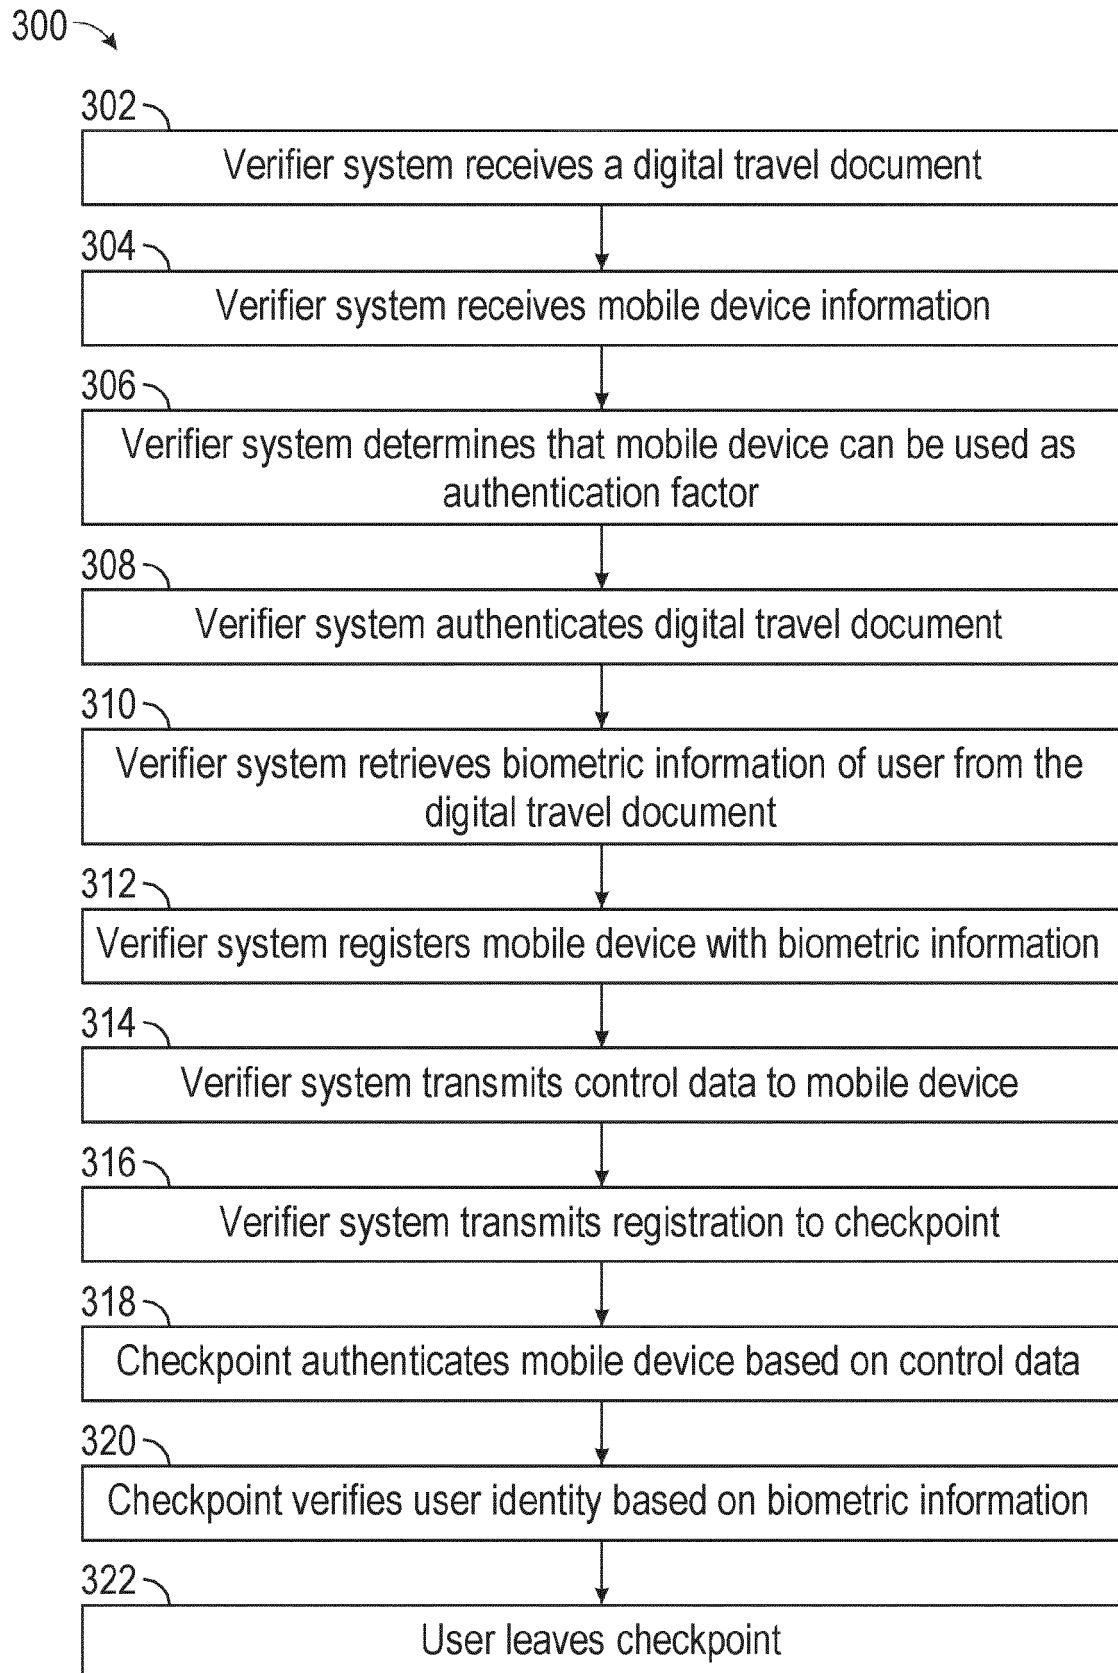 300
302
Verifier system receives a digital travel document
304
Verifier system receives mobile device information
306
Verifier system determines that mobile device can be used as
authentication factor
308
Verifier system authenticates digital travel document
310
Verifier system retrieves biometric information of user from the
digital travel document
312
Verifier system registers mobile device with biometric information
314
Verifier system transmits control data to mobile device
316
Verifier system transmits registration to checkpoint
318
Checkpoint authenticates mobile device based on control data
320
Checkpoint verifies user identity based on biometric information
322
User leaves checkpoint